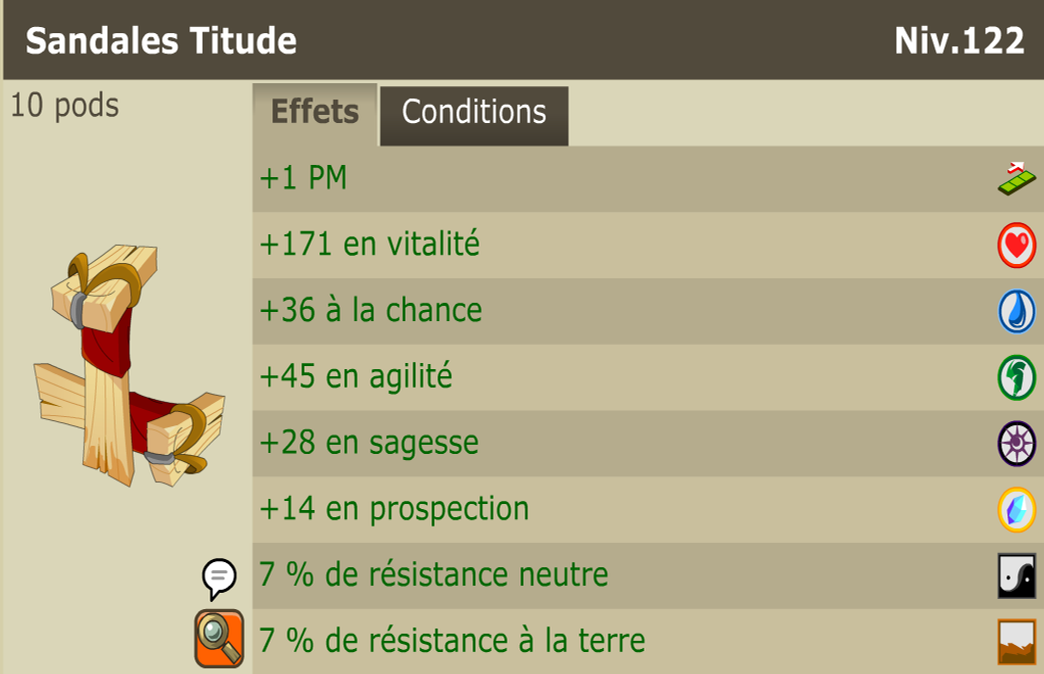 Sandales Titude
Niv.122
10 pods
Effets
Conditions
+1 PM
+171 en vitalité
+36 à la chance
+45 en agilité
+28 en sagesse
+14 en prospection
7 % de résistance neutre
7 % de résistance à la terre